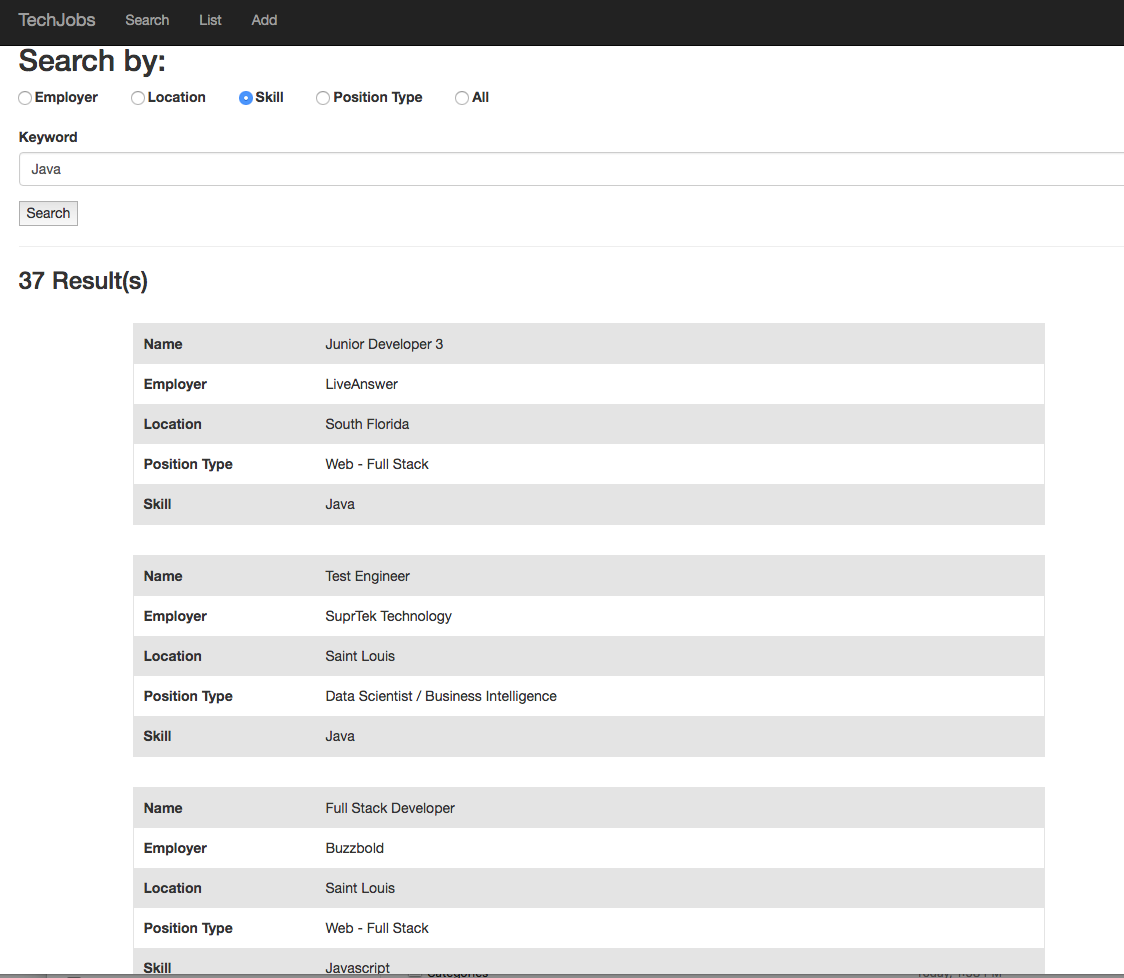 TechJobs Search List Add
Search by:
Employer Location Skill Position Type All
Keyword
Java
Search
37 Result(s)
Name Junior Developer 3
Employer LiveAnswer
Location South Florida
Position Type Web - Full Stack
Skill Java
Name Test Engineer
Employer SuprTek Technology
Location Saint Louis
Position Type Data Scientist / Business Intelligence
Skill Java
Name Full Stack Developer
Employer Buzzbold
Location Saint Louis
Position Type Web - Full Stack
Skill Javascript
Categories